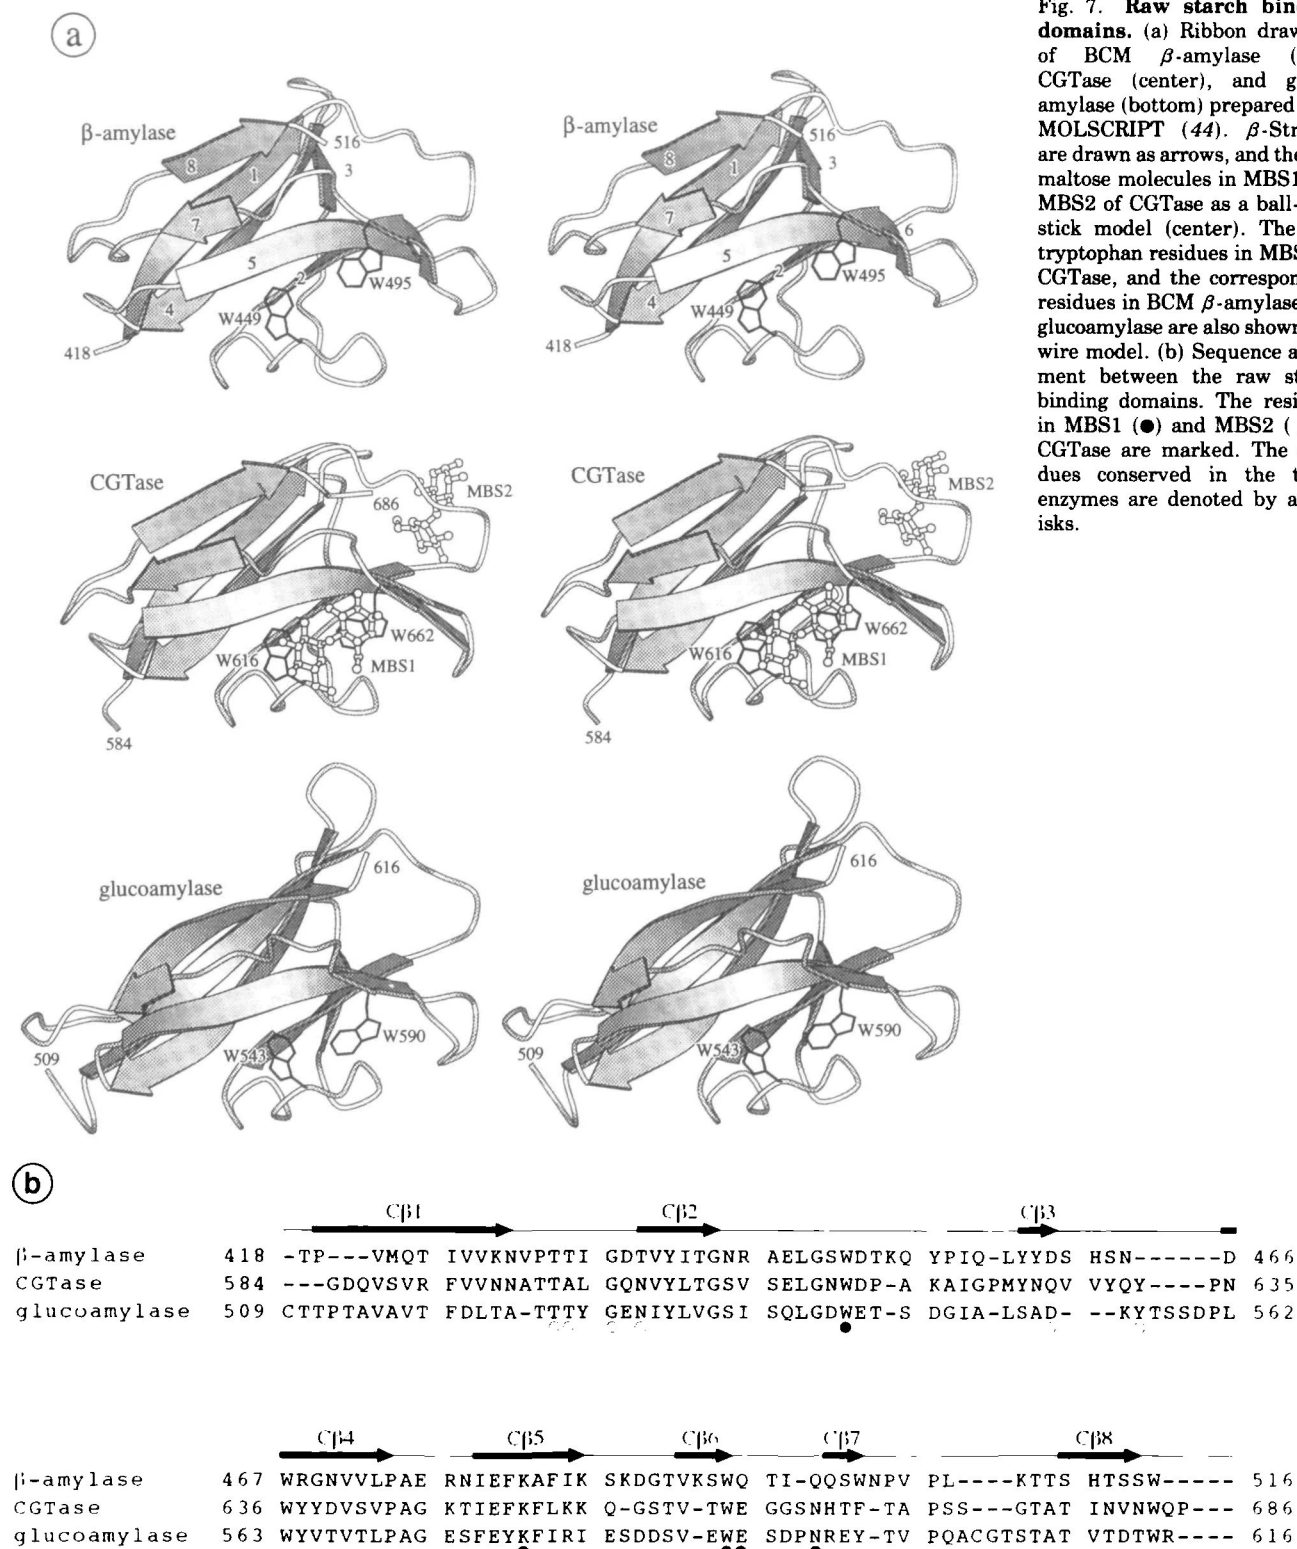 a
β-amylase
516
8
1
3
7
5
6
2
W495
4
W449
418
β-amylase
516
8
1
3
7
5
6
2
W495
4
W449
418
CGTase
686
MBS2
W662
W616
MBS1
584
CGTase
686
MBS2
W662
W616
MBS1
584
glucoamylase
616
W590
W543
509
glucoamylase
616
W590
W543
509
Fig. 7. Raw starch
domains. (a) Ribbon
of BCM β-amylase
CGTase (center), and
amylase (bottom) prepared
MOLSCRIPT (44).
are drawn as arrows, and
maltose molecules in MBS1
MBS2 of CGTase as a
stick model (center). The
tryptophan residues in
CGTase, and the
residues in BCM β-amylase
glucoamylase are also shown
wire model. (b) Sequence
ment between the raw
binding domains. The
in MBS1 (●) and MBS2 (
CGTase are marked. The
dues conserved in the
enzymes are denoted by
isks.
b
Cβ1 Cβ2 Cβ3
β-amylase 418 -TP---VMQT IVVKNVPTTI GDTVYITGNR AELGSWDTKQ YPIQ-LYYDS HSN------D 466
CGTase 584 ---GDQVSVR FVVNNATTAL GQNVYLTGSV SELGNWDP-A KAIGPMYNQV VYQY----PN 635
glucoamylase 509 CTTPTAVAVT FDLTA-TTTY GENIYLVGSI SQLGDWET-S DGIA-LSAD- --KYTSSDPL 562
●
Cβ4 Cβ5 Cβ6 Cβ7 Cβ8
β-amylase 467 WRGNVVLPAE RNIEFKAFIK SKDGTVKSWQ TI-QQSWNPV PL----KTTS HTSSW----- 516
CGTase 636 WYYDVSVPAG KTIEFKFLKK Q-GSTV-TWE GGSNHTF-TA PSS---GTAT INVNWQP--- 686
glucoamylase 563 WYVTVTLPAG ESFEYKFIRI ESDDSV-EWE SDPNREY-TV PQACGTSTAT VTDTWR---- 616